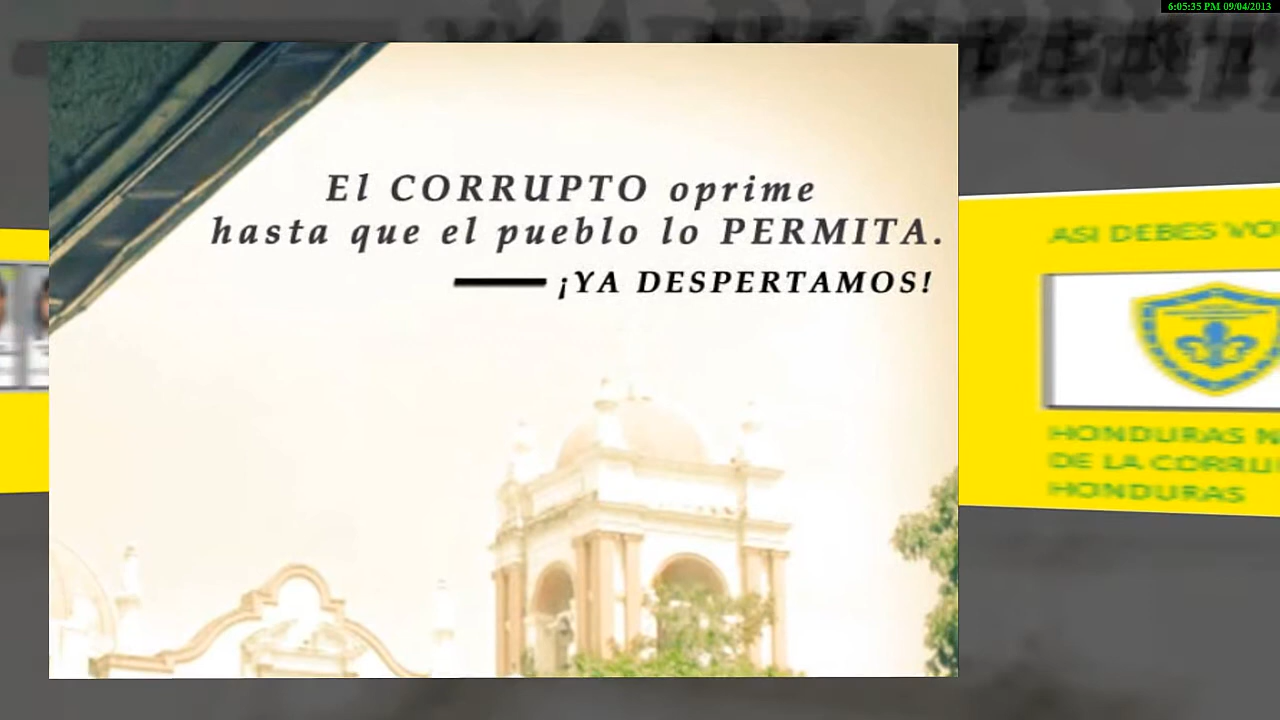 6:05:35 PM 09/04/2013
El CORRUPTO oprime
hasta que el pueblo lo PERMITA.
¡YA DESPERTAMOS!
ASI DEBES
HONDURAS
DE LA
HONDURAS